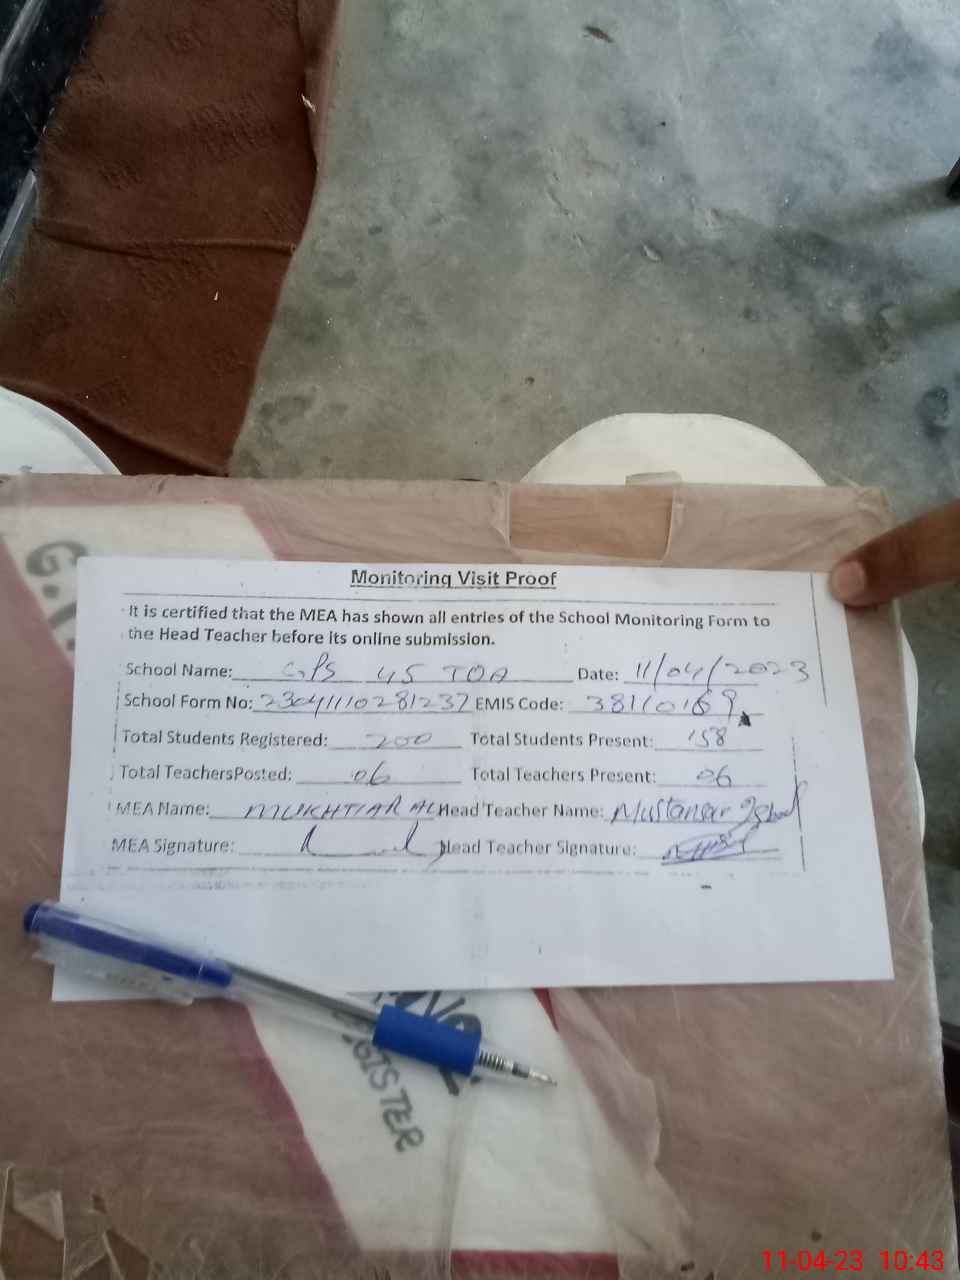 G.
Monitoring Visit Proof
It is certified that the MEA has shown all entries of the School Monitoring Form to
the Head Teacher before its online submission.
School Name: GPS 45 TDA Date: 11/04/2023
School Form No: 23041110281237 EMIS Code: 38110169
Total Students Registered: 200 Total Students Present: 158
Total TeachersPosted: 06 Total Teachers Present: 06
MEA Name: MUKHTIAR ALI Head Teacher Name: Mustansar
MEA Signature: Head Teacher Signature:
REGISTER
11-04-23 10:43